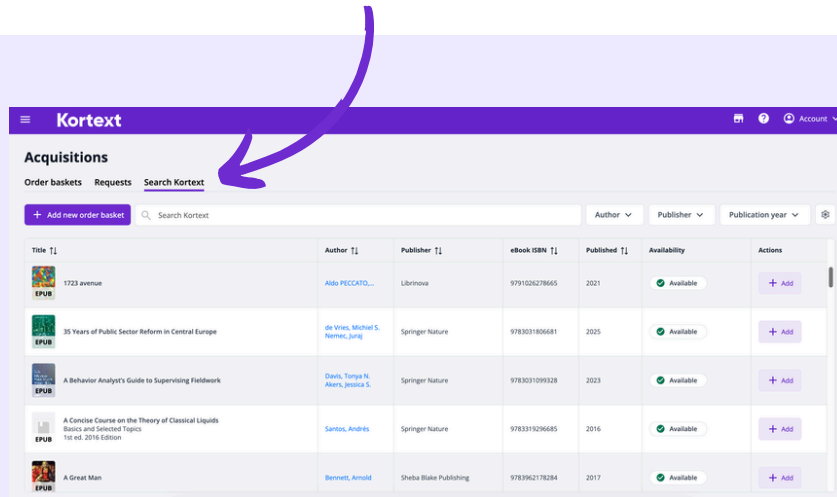 Kortext
Account
Acquisitions
Order baskets Requests Search Kortext
+ Add new order basket Search Kortext Author Publisher Publication year
Title Author Publisher eBook ISBN Published Availability Actions
EPUB 1723 avenue Aldo PECCATO,... Librinova 9791026278665 2021 Available + Add
35 Years of Public Sector Reform in Central Europe de Vries, Michiel S. Springer Nature 9783031806681 2025 Available + Add
Nemec, Juraj
EPUB
A Behavior Analyst's Guide to Supervising Fieldwork Davis, Tonya N. Springer Nature 9783031099328 2023 Available + Add
Akers, Jessica S.
EPUB
A Concise Course on the Theory of Classical Liquids
Basics and Selected Topics Santos, Andrés Springer Nature 9783319296685 2016 Available + Add
1st ed. 2016 Edition
EPUB
A Great Man Bennett, Arnold Sheba Blake Publishing 9783962178284 2017 Available + Add
EPUB